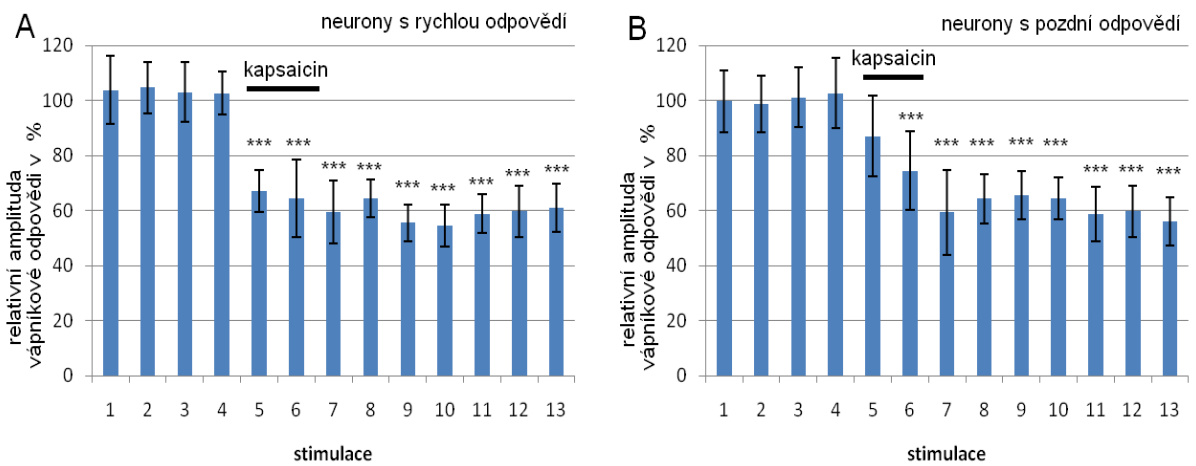 A
neurony s rychlou odpovědí
relativní amplituda
vápníkové odpovědi v %
120
100
80
60
40
20
0
kapsaicin
*** *** *** *** *** *** *** *** ***
1 2 3 4 5 6 7 8 9 10 11 12 13
stimulace
B
neurony s pozdní odpovědí
relativní amplituda
vápníkové odpovědi v %
120
100
80
60
40
20
0
kapsaicin
*** *** *** *** *** *** *** ***
1 2 3 4 5 6 7 8 9 10 11 12 13
stimulace